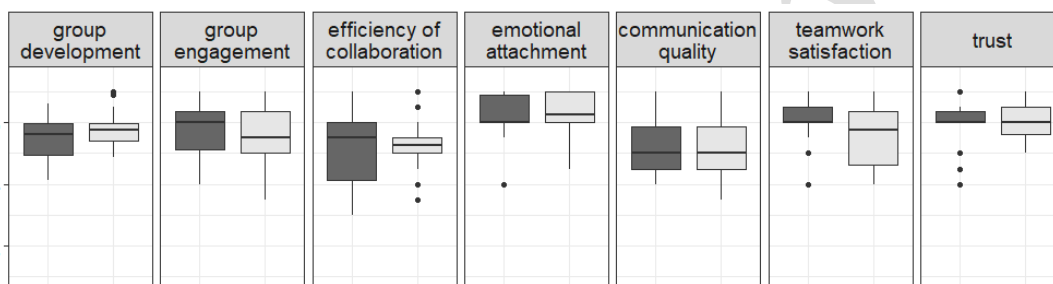 group
development
group
engagement
efficiency of
collaboration
emotional
attachment
communication
quality
teamwork
satisfaction
trust